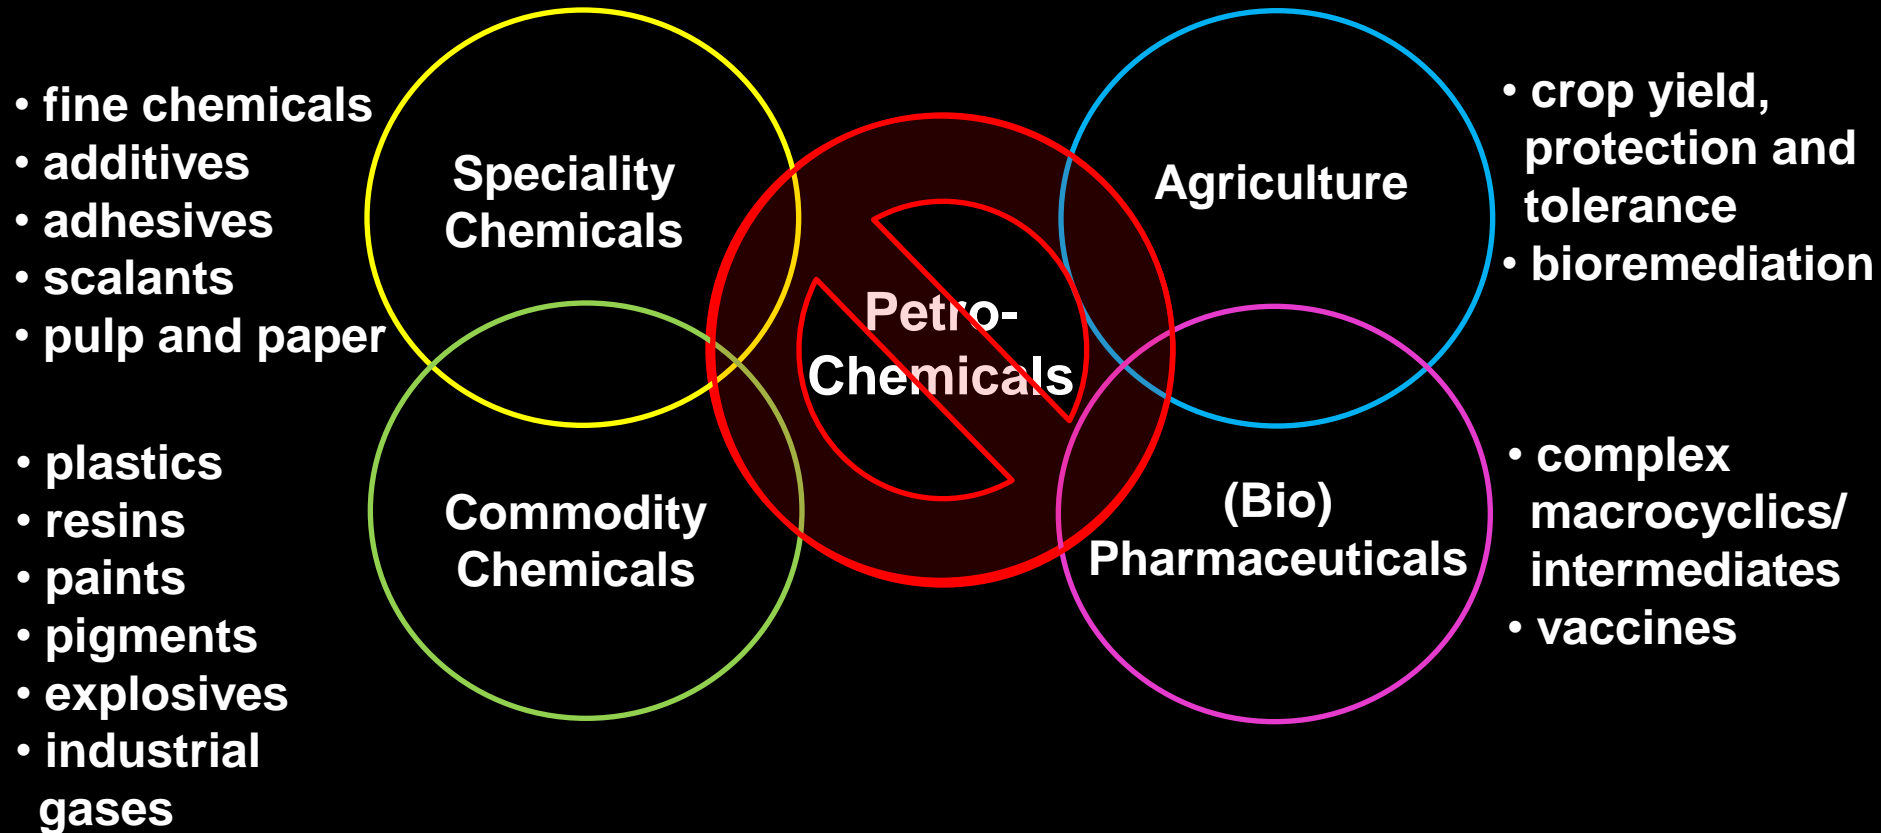 • fine chemicals
• additives
• adhesives
• scalants
• pulp and paper
Speciality
Chemicals
• plastics
• resins
• paints
• pigments
• explosives
• industrial
gases
Commodity
Chemicals
Petro-
Chemicals
Agriculture
• crop yield,
protection and
tolerance
• bioremediation
(Bio)
Pharmaceuticals
• complex
macrocyclics/
intermediates
• vaccines